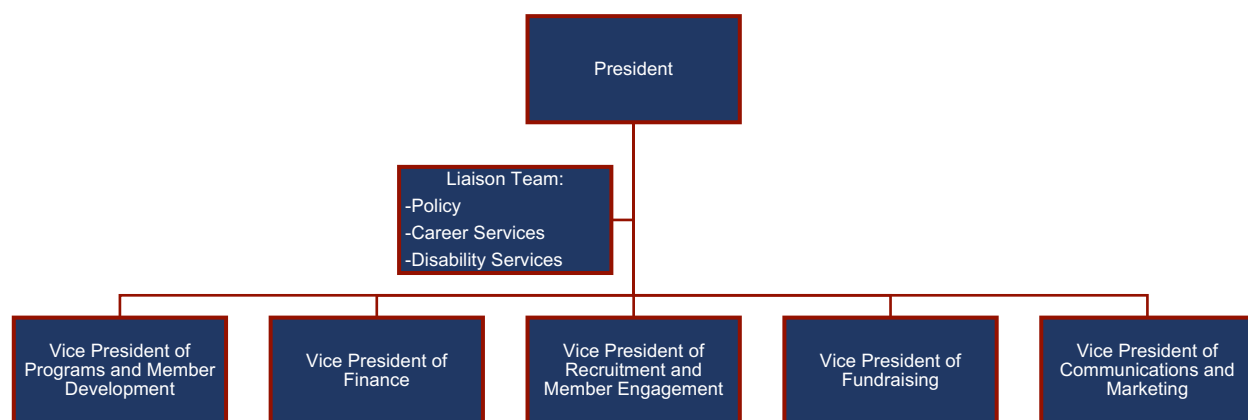 President
Liaison Team:
-Policy
-Career Services
-Disability Services
Vice President of
Programs and Member
Development
Vice President of
Finance
Vice President of
Recruitment and
Member Engagement
Vice President of
Fundraising
Vice President of
Communications and
Marketing